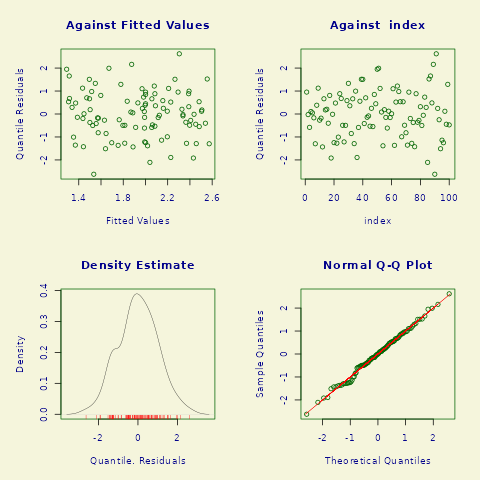 Against Fitted Values
Quantile Residuals
-2 -1 0 1 2
1.4 1.8 2.2 2.6
Fitted Values
Against index
Quantile Residuals
-2 -1 0 1 2
0 20 40 60 80 100
index
Density Estimate
Density
0.0 0.1 0.2 0.3 0.4
-2 0 2
Quantile. Residuals
Normal Q-Q Plot
Sample Quantiles
-2 -1 0 1 2
-2 -1 0 1 2
Theoretical Quantiles